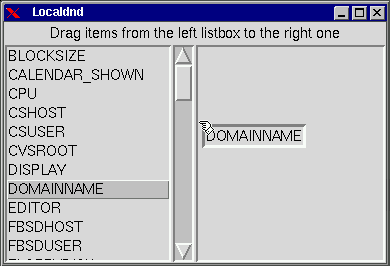 Localdnd
Drag items from the left listbox to the right one
BLOCKSIZE
CALENDAR_SHOWN
CPU
CSHOST
CSUSER
CVSROOT
DISPLAY
DOMAINNAME
EDITOR
FBSDHOST
FBSDUSER
DOMAINNAME